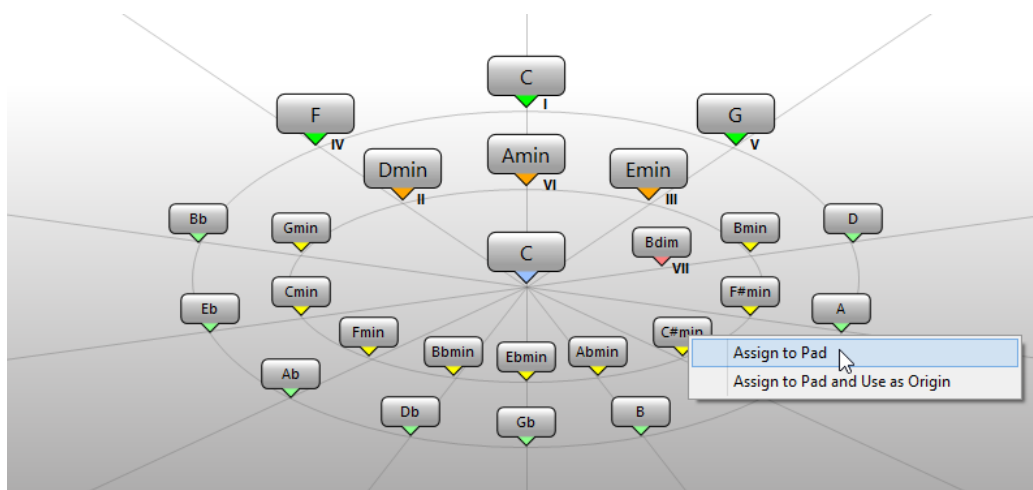 C
I
F
IV
G
V
Amin
VI
Dmin
II
Emin
III
Bb
Gmin
Bmin
D
C
Bdim
VII
Eb
Cmin
F#min
A
Fmin
C#min
Bbmin
Ebmin
Abmin
Assign to Pad
Ab
Assign to Pad and Use as Origin
Db
Gb
B